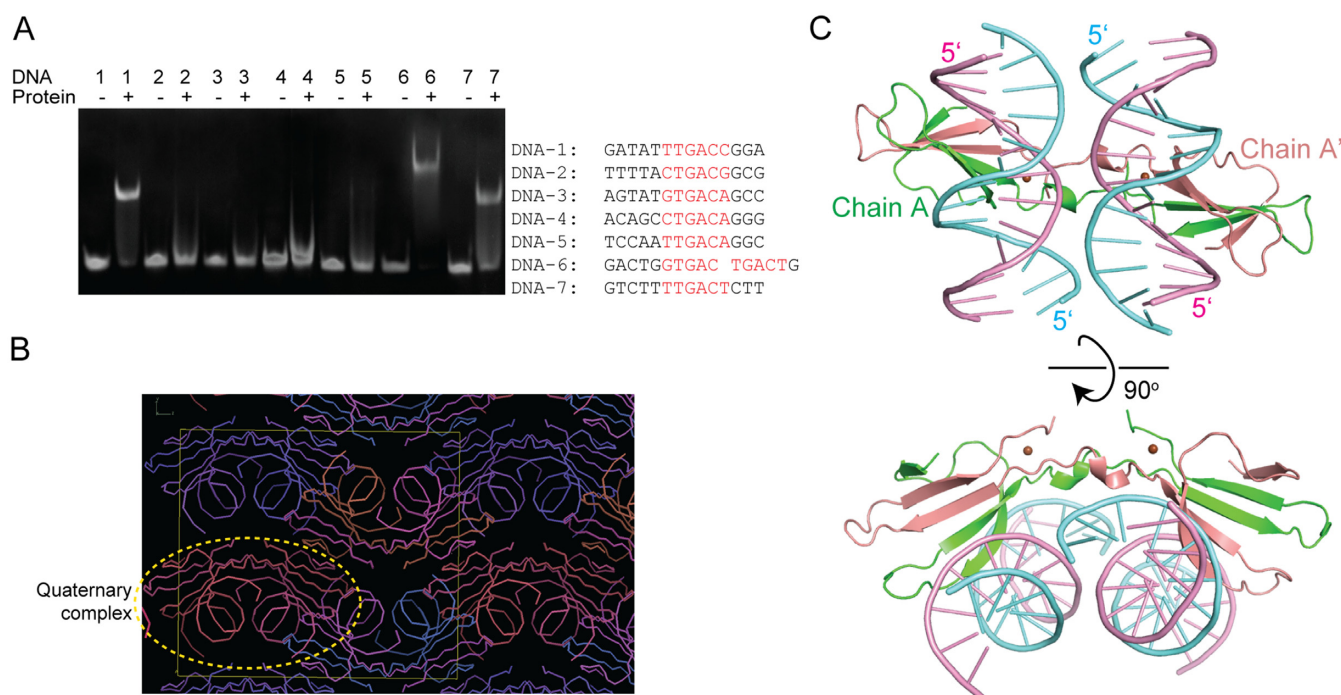 A
DNA 1 1 2 2 3 3 4 4 5 5 6 6 7 7
Protein - + - + - + - + - + - + - +
DNA-1: GATATTTGACCGGA
DNA-2: TTTTACTGACGGCG
DNA-3: AGTATGTGACAGCC
DNA-4: ACAGCCTGACAGGG
DNA-5: TCCAATTGACAGGC
DNA-6: GACTGGTGAC TGACTG
DNA-7: GTCTTTTGACTCTT
B
Quaternary
complex
C
5‘
5‘
Chain A'
Chain A
5‘
5‘
90o